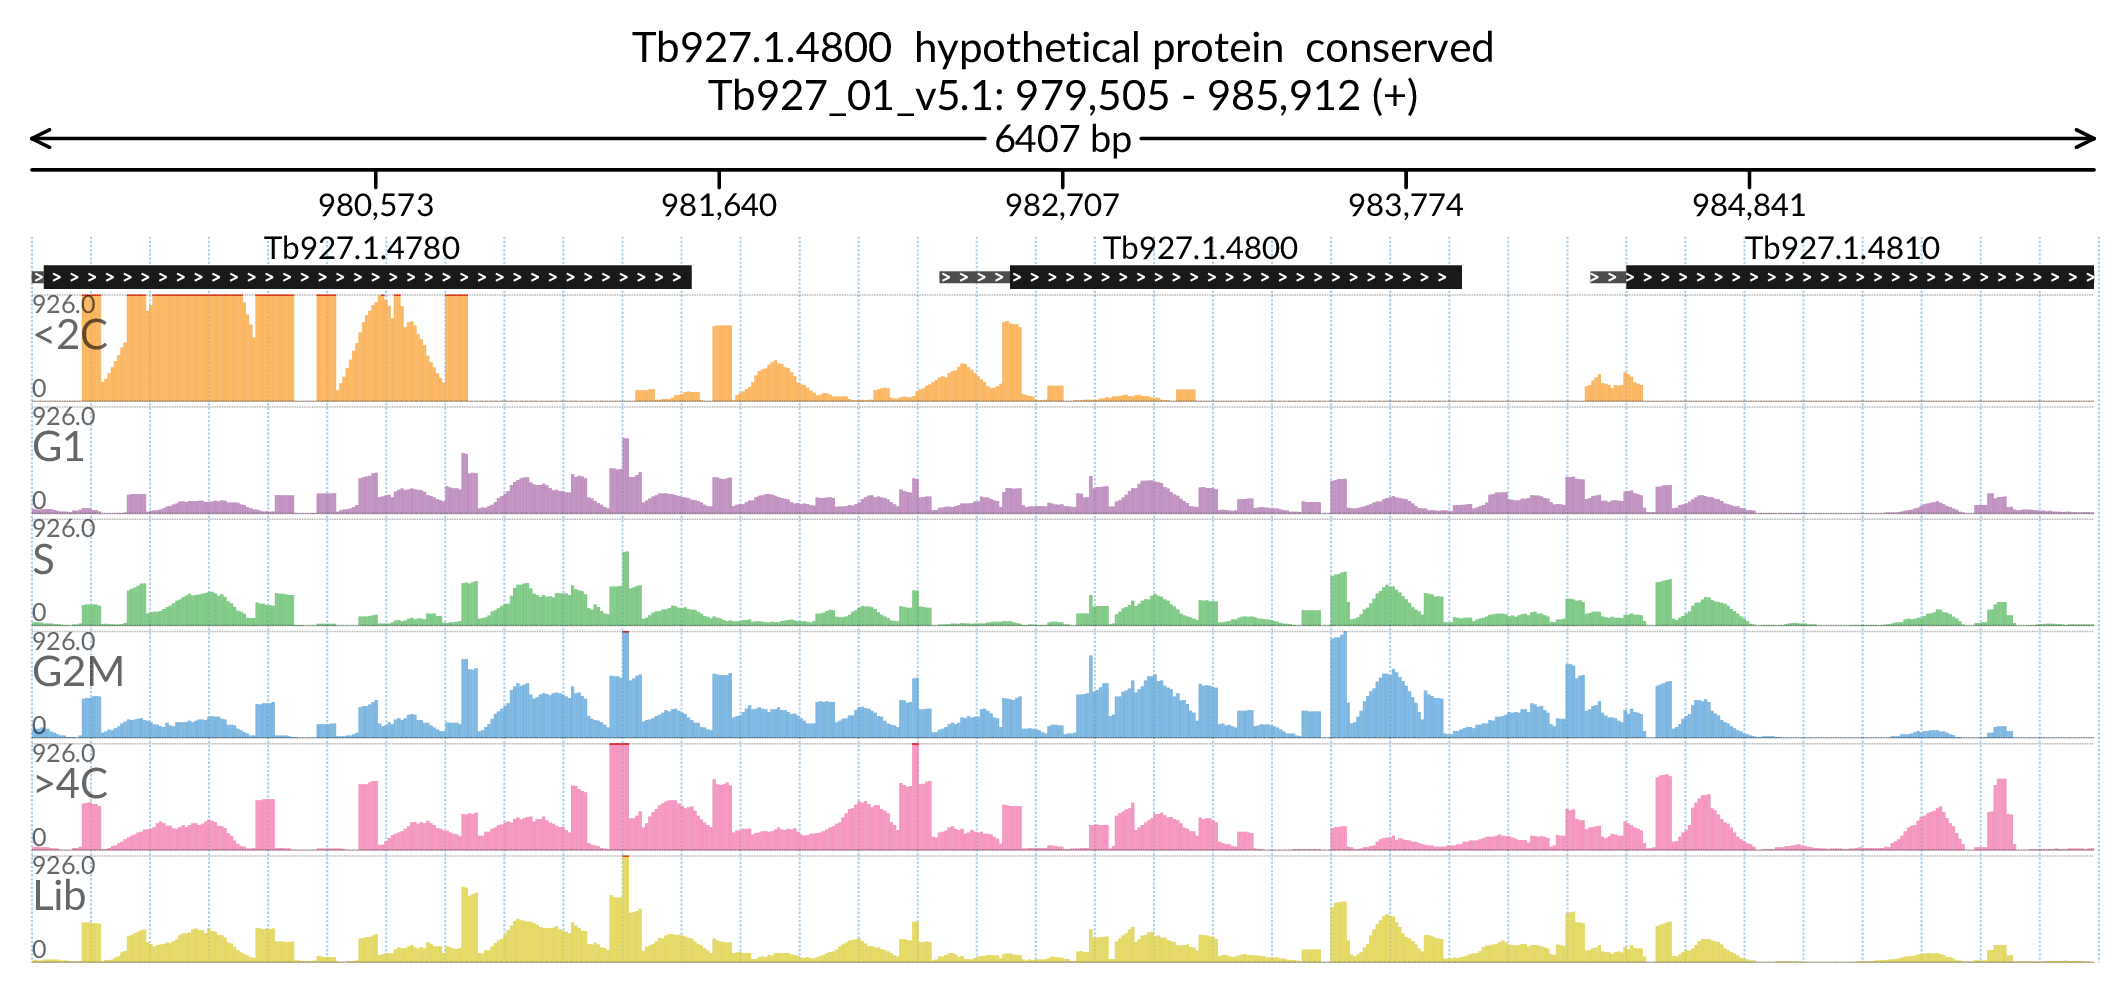 Tb927.1.4800  hypothetical protein  conserved
Tb927_01_v5.1: 979,505 - 985,912 (+)
6407 bp
980,573 981,640 982,707 983,774 984,841
Tb927.1.4780 Tb927.1.4800 Tb927.1.4810
926.0
<2C
0
926.0
G1
0
926.0
S
0
926.0
G2M
0
926.0
>4C
0
926.0
Lib
0